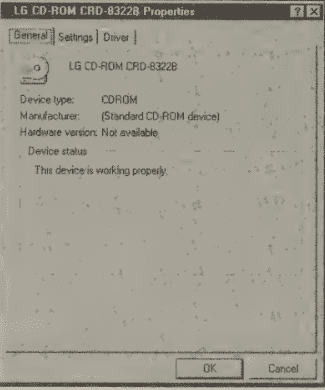 LG CD-ROM CRD-8322B Properties
General Settings Driver
LG CD-ROM CRD-8322B
Device type: CDROM
Manufacturer: (Standard CD-ROM device)
Hardware version: Not available
Device status
This device is working properly.
OK Cancel